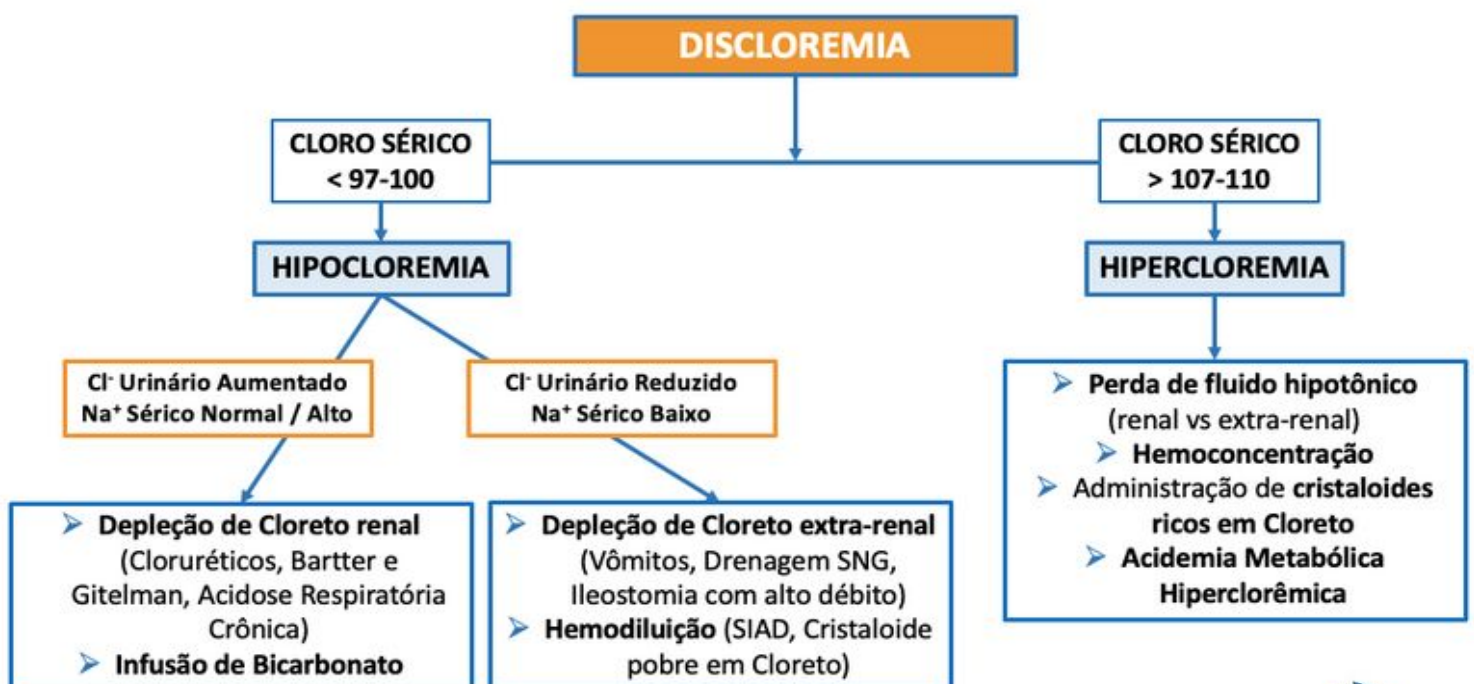 DISCLOREMIA
CLORO SÉRICO
< 97-100
CLORO SÉRICO
> 107-110
HIPOCLOREMIA
HIPERCLOREMIA
Cl⁻ Urinário Aumentado
Na⁺ Sérico Normal / Alto
Cl⁻ Urinário Reduzido
Na⁺ Sérico Baixo
➢ Depleção de Cloreto renal
(Cloruréticos, Bartter e
Gitelman, Acidose Respiratória
Crônica)
➢ Infusão de Bicarbonato
➢ Depleção de Cloreto extra-renal
(Vômitos, Drenagem SNG,
Ileostomia com alto débito)
➢ Hemodiluição (SIAD, Cristaloide
pobre em Cloreto)
➢ Perda de fluido hipotônico
(renal vs extra-renal)
➢ Hemoconcentração
➢ Administração de cristaloides
ricos em Cloreto
➢ Acidemia Metabólica
Hiperclorêmica